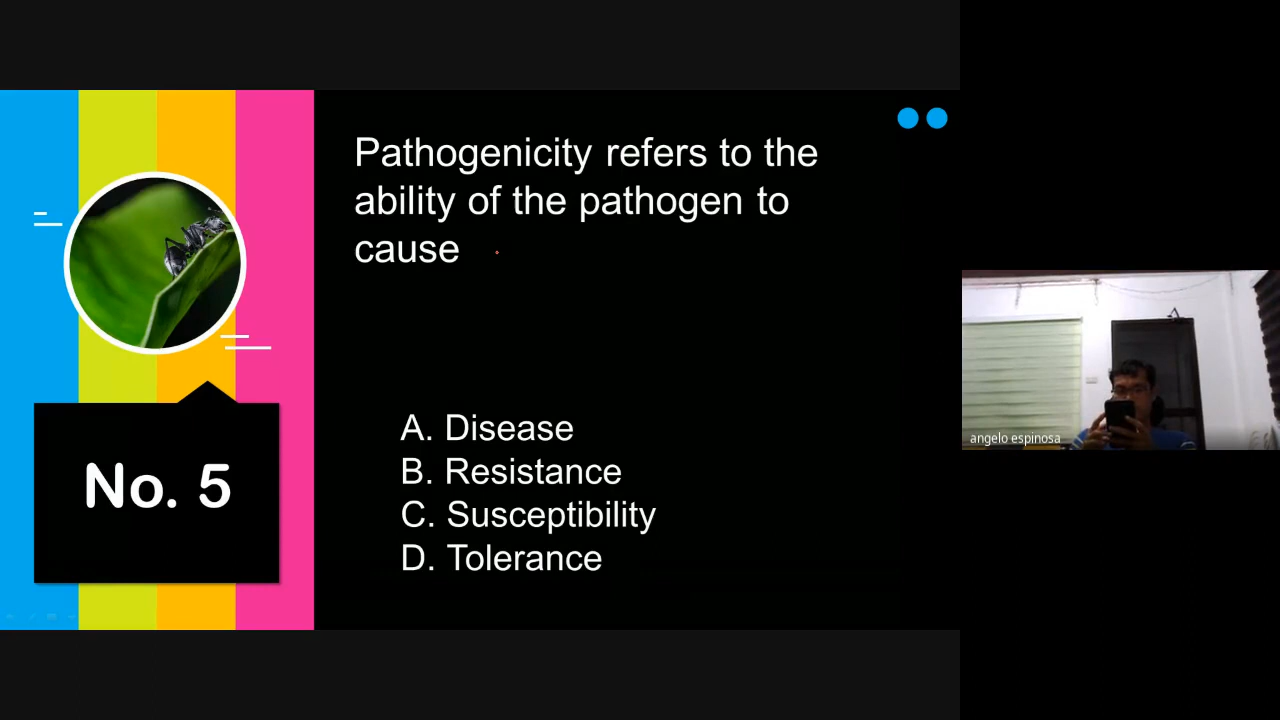 Pathogenicity refers to the
ability of the pathogen to
cause
A. Disease
B. Resistance
C. Susceptibility
D. Tolerance
No. 5
angelo espinosa